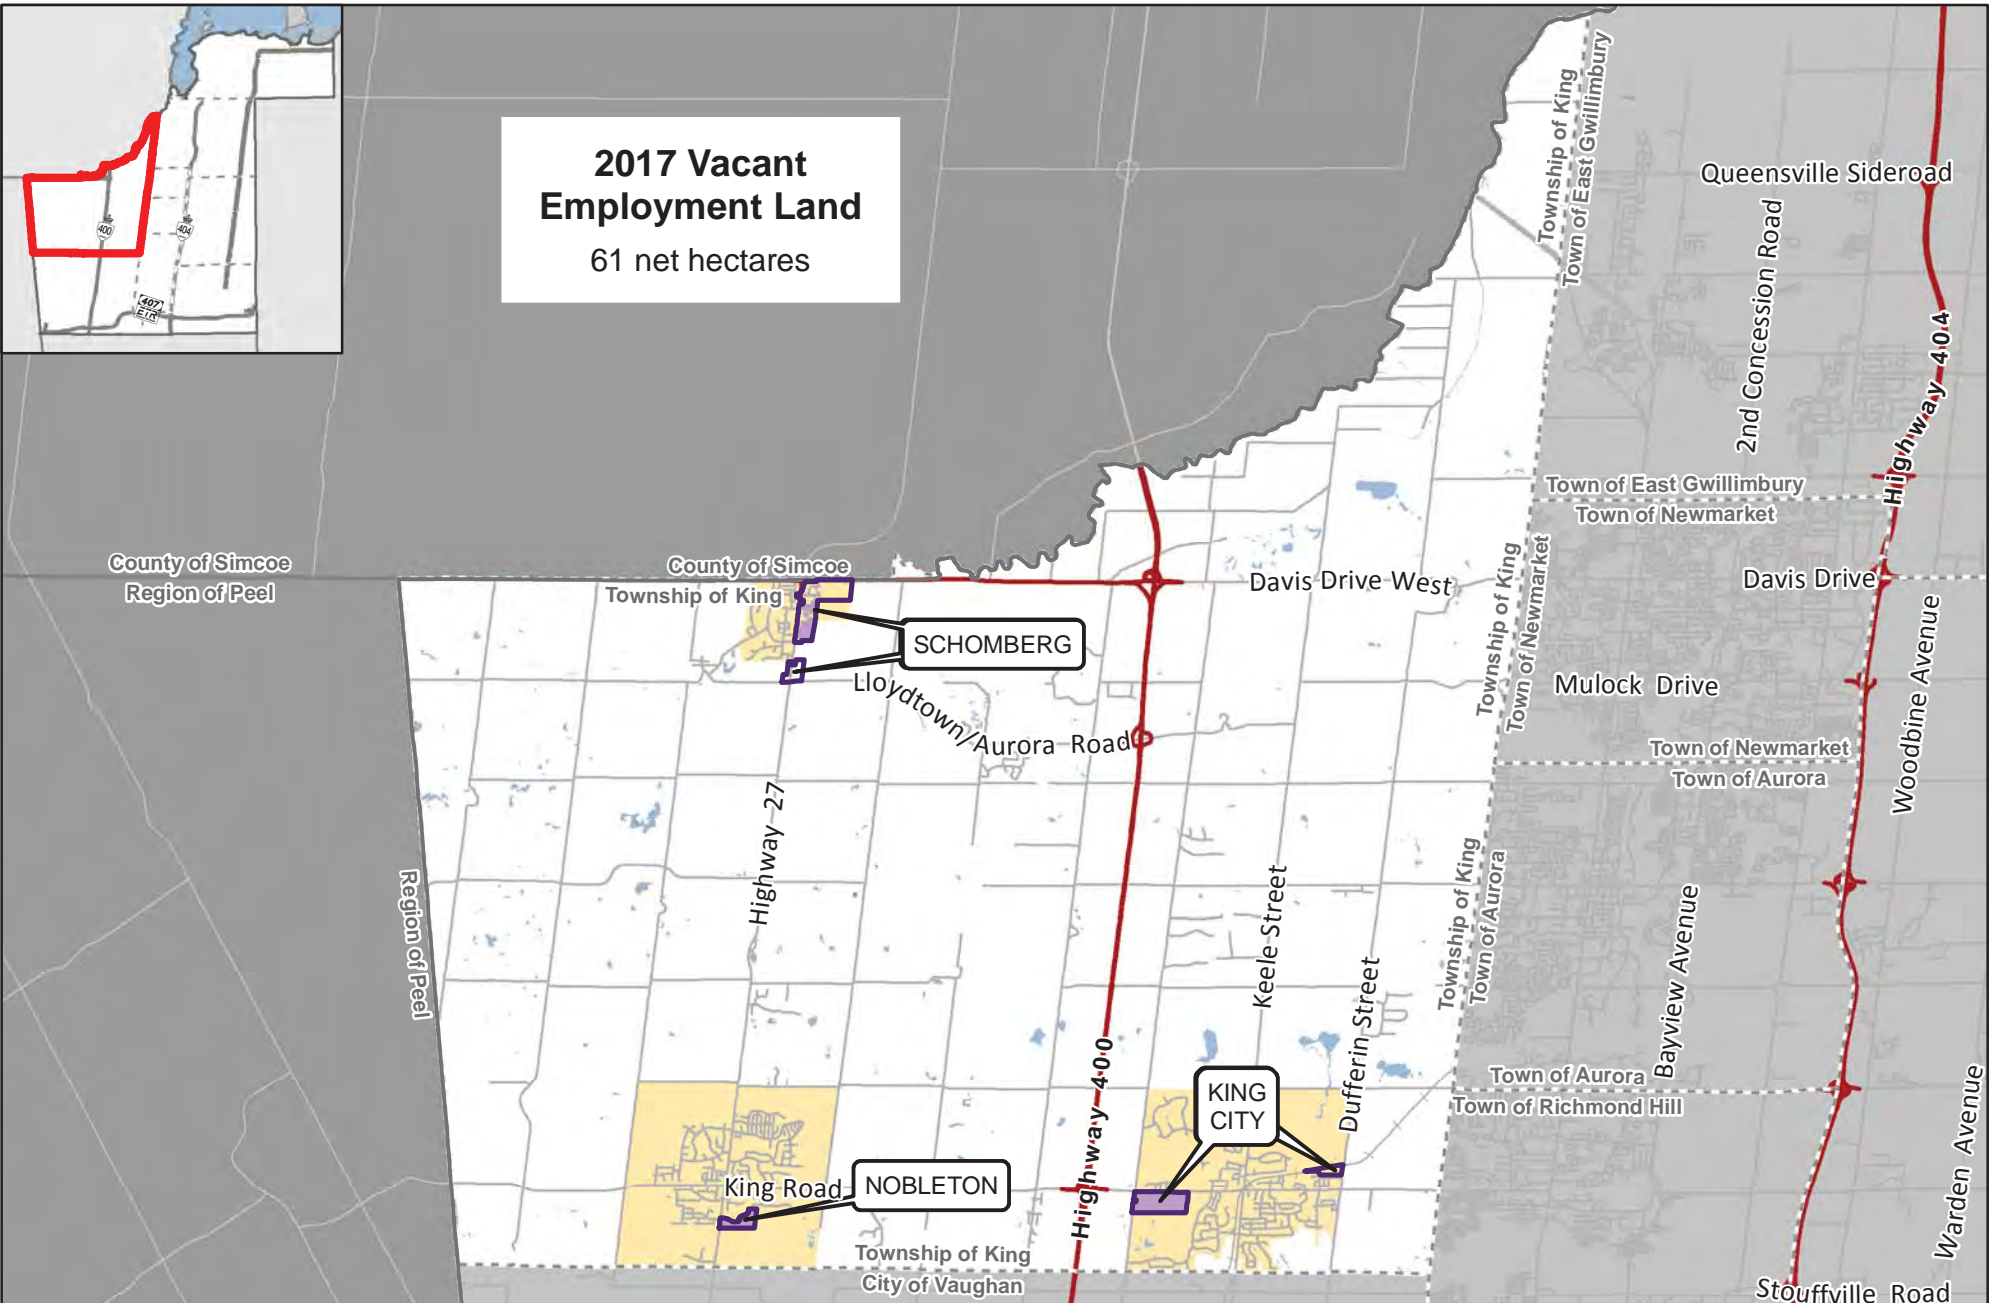 2017 Vacant
Employment Land
61 net hectares
400
404
407
ETR
Township of King
Town of East Gwillimbury
Queensville Sideroad
2nd Concession Road
Highway 404
Town of East Gwillimbury
Town of Newmarket
County of Simcoe
Region of Peel
County of Simcoe
Township of King
Davis Drive West
Township of King
Town of Newmarket
Davis Drive
SCHOMBERG
Lloydtown/Aurora Road
Mulock Drive
Woodbine Avenue
Town of Newmarket
Town of Aurora
Highway 27
Region of Peel
Keele Street
Township of King
Town of Aurora
Bayview Avenue
Dufferin Street
Highway 400
KING
CITY
Town of Aurora
Town of Richmond Hill
Warden Avenue
King Road
NOBLETON
Township of King
City of Vaughan
Stouffville Road